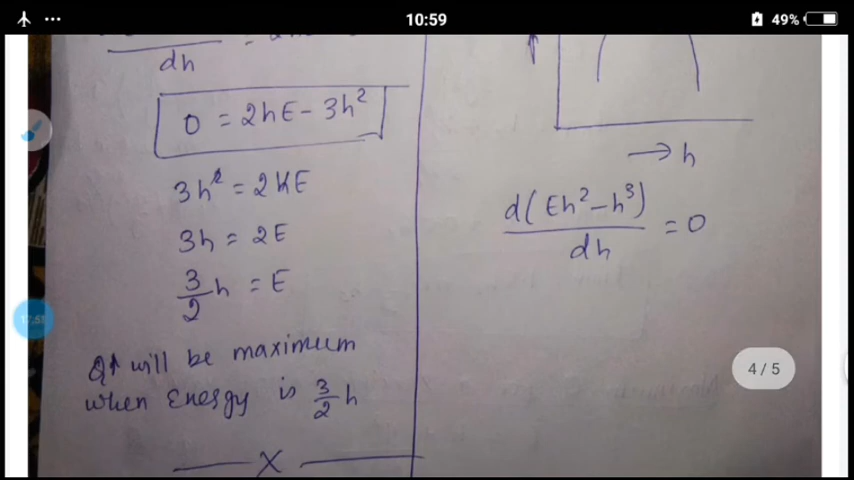 10:59
49%
dh
0 = 2hE - 3h²
3h² = 2hE
3h = 2E
3/2 h = E
Q↑ will be maximum
when Energy is 3/2 h
X
→ h
d(Eh² - h³)/dh = 0
4 / 5